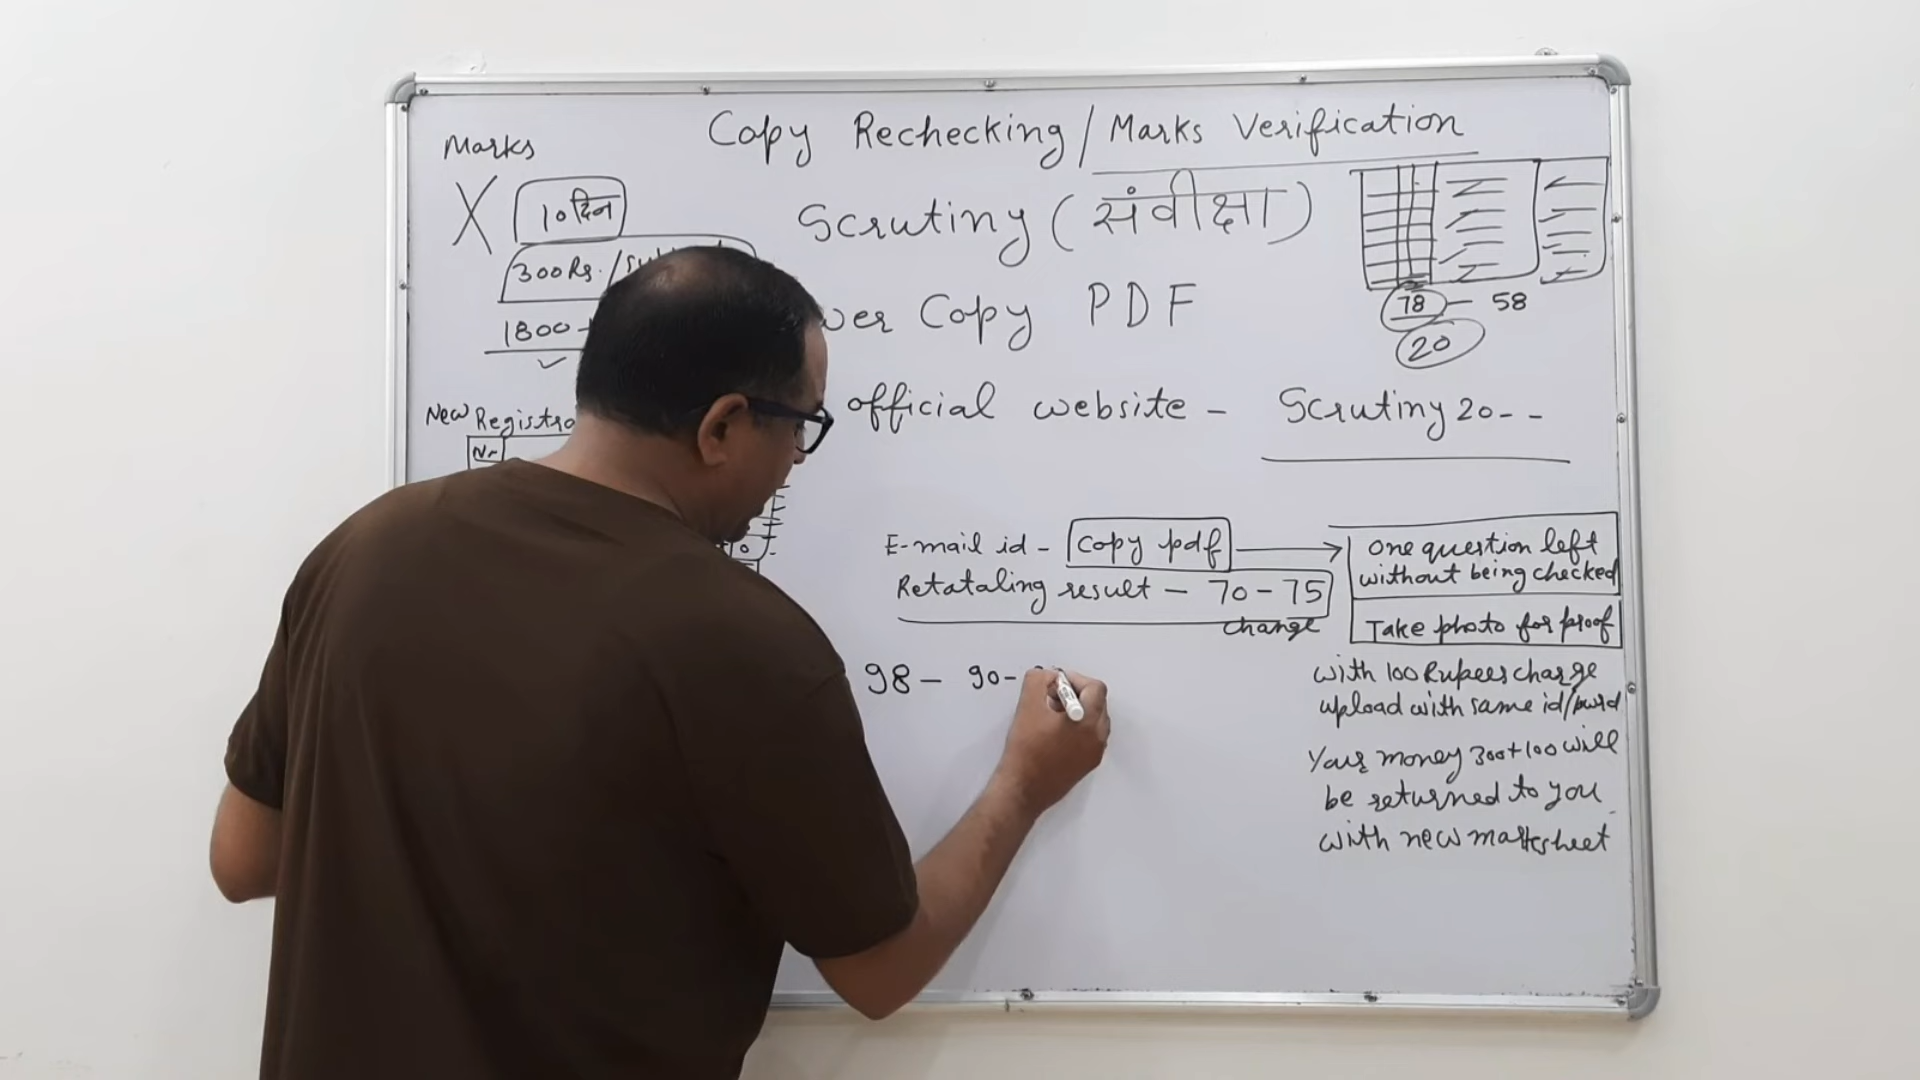 Copy Rechecking / Marks Verification
Marks
X 10 दिन
Scrutiny (संवीक्षा)
300 Rs. /
1800 -
Copy PDF
78 - 58
20
New
official website - Scrutiny 20--
E-mail id - copy pdf
Retataling result - 70 - 75
change
one question left
without being checked
Take photo for proof
98 - 90 -
with 100 Rupees charge
upload with same id/pwrd
Your money 300+100 will
be returned to you
with new marksheet